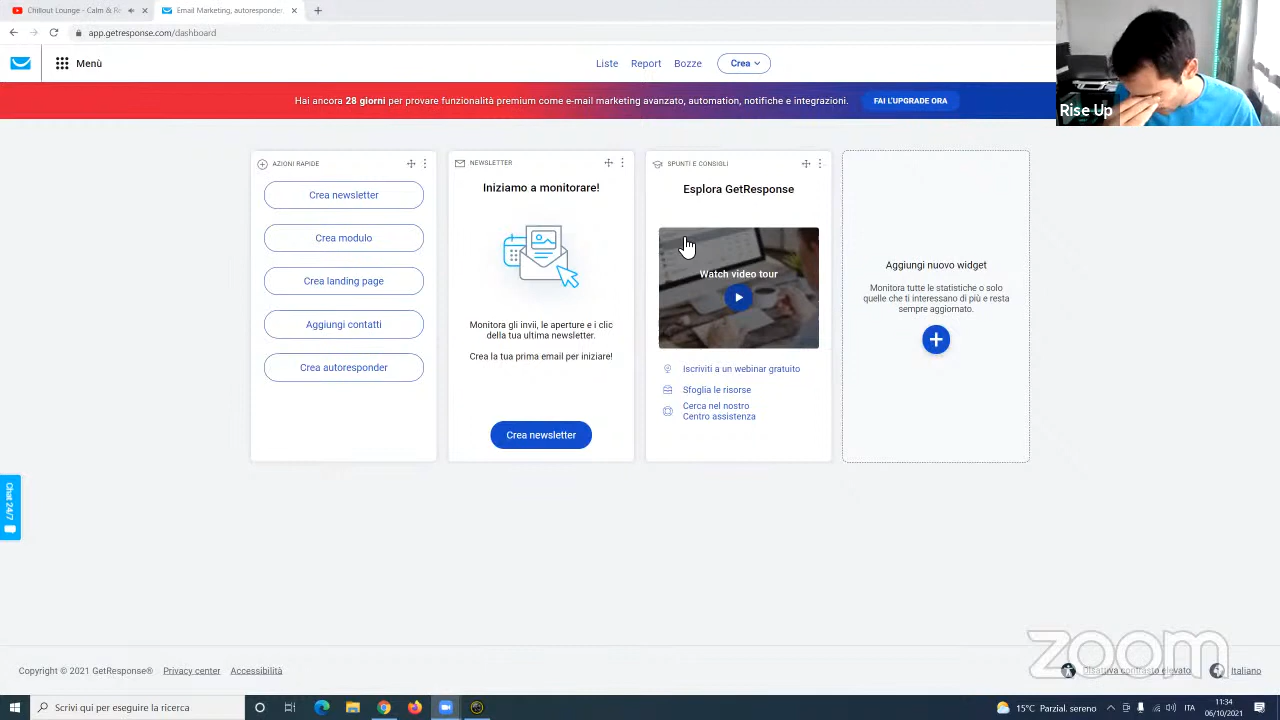 Chillout Lounge - Calm & Re
Email Marketing, autoresponder
app.getresponse.com/dashboard
Menù
Liste
Report
Bozze
Crea
Hai ancora 28 giorni per provare funzionalità premium come e-mail marketing avanzato, automation, notifiche e integrazioni.
FAI L'UPGRADE ORA
Rise Up
AZIONI RAPIDE
Crea newsletter
Crea modulo
Crea landing page
Aggiungi contatti
Crea autoresponder
NEWSLETTER
Iniziamo a monitorare!
Monitora gli invii, le aperture e i clic
della tua ultima newsletter.
Crea la tua prima email per iniziare!
Crea newsletter
SPUNTI E CONSIGLI
Esplora GetResponse
Watch video tour
Iscriviti a un webinar gratuito
Sfoglia le risorse
Cerca nel nostro
Centro assistenza
Aggiungi nuovo widget
Monitora tutte le statistiche o solo
quelle che ti interessano di più e resta
sempre aggiornato.
Chat 24/7
Copyright © 2021 GetResponse®
Privacy center
Accessibilità
Disattiva contrasto elevato
Italiano
zoom
Scrivi qui per eseguire la ricerca
15°C Parzial. sereno
ITA
11:34
06/10/2021